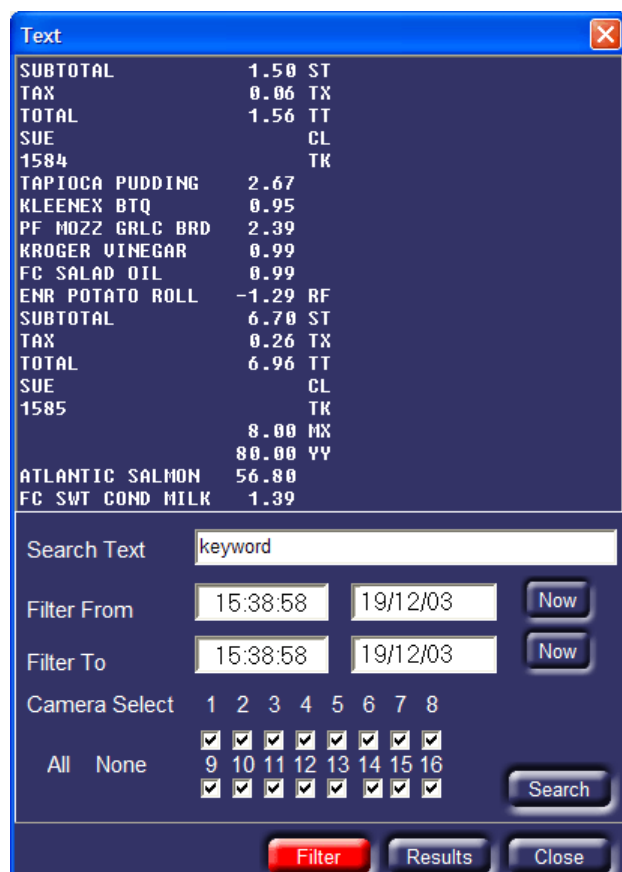 Text
SUBTOTAL 1.50 ST
TAX 0.06 TX
TOTAL 1.56 TT
SUE CL
1584 TK
TAPIOCA PUDDING 2.67
KLEENEX BTQ 0.95
PF MOZZ GRLC BRD 2.39
KROGER VINEGAR 0.99
FC SALAD OIL 0.99
ENR POTATO ROLL -1.29 RF
SUBTOTAL 6.70 ST
TAX 0.26 TX
TOTAL 6.96 TT
SUE CL
1585 TK
8.00 MX
80.00 YY
ATLANTIC SALMON 56.80
FC SWT COND MILK 1.39
Search Text keyword
Filter From 15:38:58 19/12/03 Now
Filter To 15:38:58 19/12/03 Now
Camera Select 1 2 3 4 5 6 7 8
All None 9 10 11 12 13 14 15 16
Search
Filter Results Close